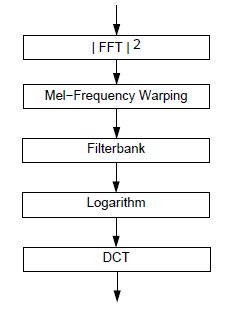 | FFT | 2
Mel−Frequency Warping
Filterbank
Logarithm
DCT